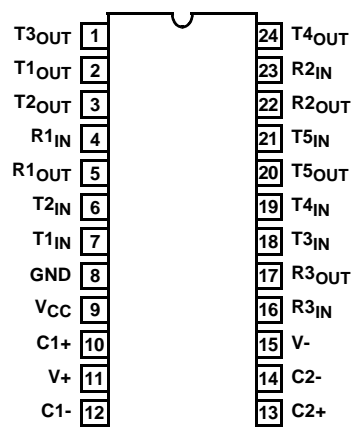 T3OUT 1 24 T4OUT
T1OUT 2 23 R2IN
T2OUT 3 22 R2OUT
R1IN 4 21 T5IN
R1OUT 5 20 T5OUT
T2IN 6 19 T4IN
T1IN 7 18 T3IN
GND 8 17 R3OUT
VCC 9 16 R3IN
C1+ 10 15 V-
V+ 11 14 C2-
C1- 12 13 C2+